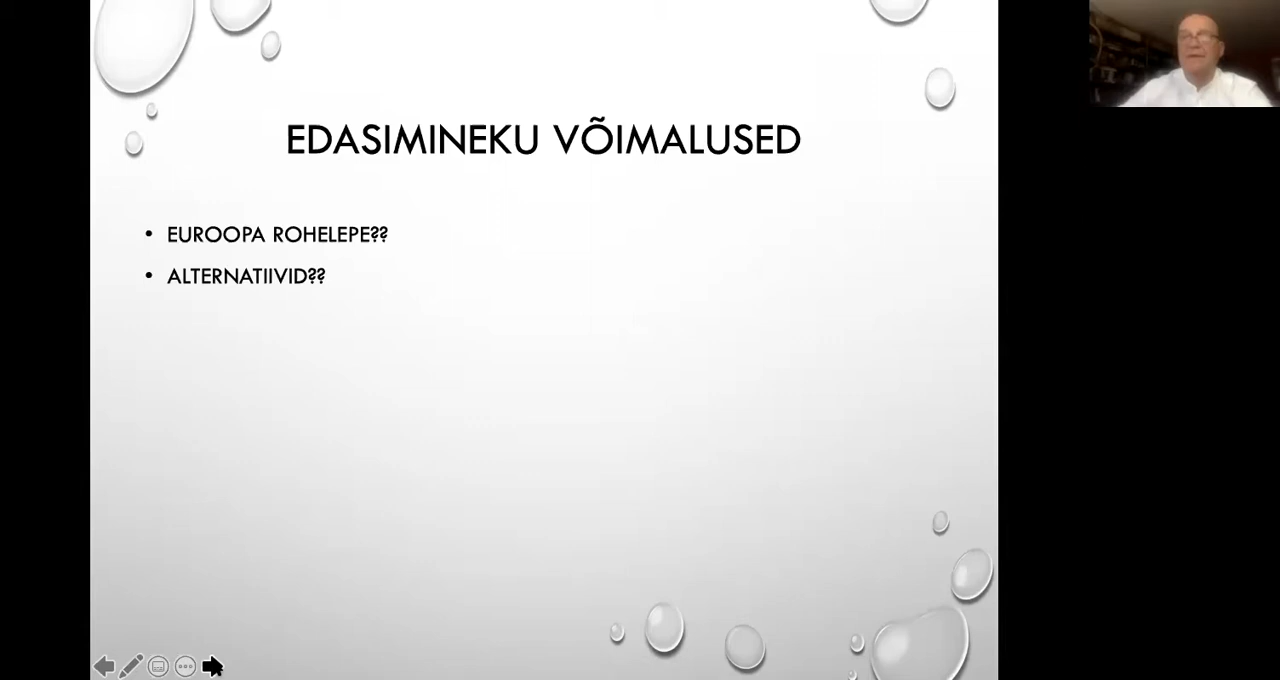 EDASIMINEKU VÕIMALUSED
• EUROOPA ROHELEPE??
• ALTERNATIIVID??